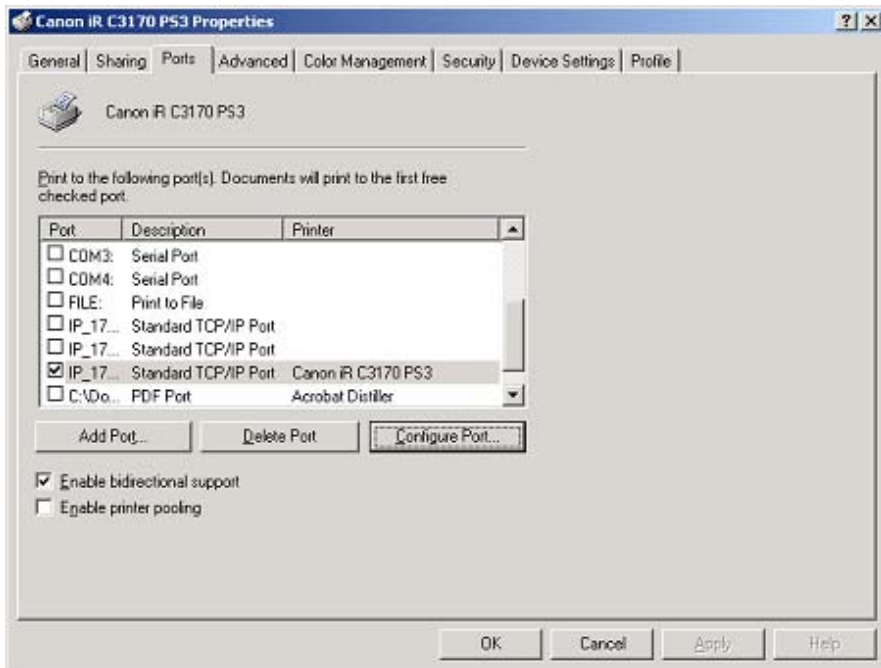 Canon iR C3170 PS3 Properties
General Sharing Ports Advanced Color Management Security Device Settings Profile
Canon iR C3170 PS3
Print to the following port(s). Documents will print to the first free
checked port.
Port Description Printer
COM3: Serial Port
COM4: Serial Port
FILE: Print to File
IP_17... Standard TCP/IP Port
IP_17... Standard TCP/IP Port
IP_17... Standard TCP/IP Port Canon iR C3170 PS3
C:\Do... PDF Port Acrobat Distiller
Add Port... Delete Port Configure Port...
Enable bidirectional support
Enable printer pooling
OK Cancel Apply Help